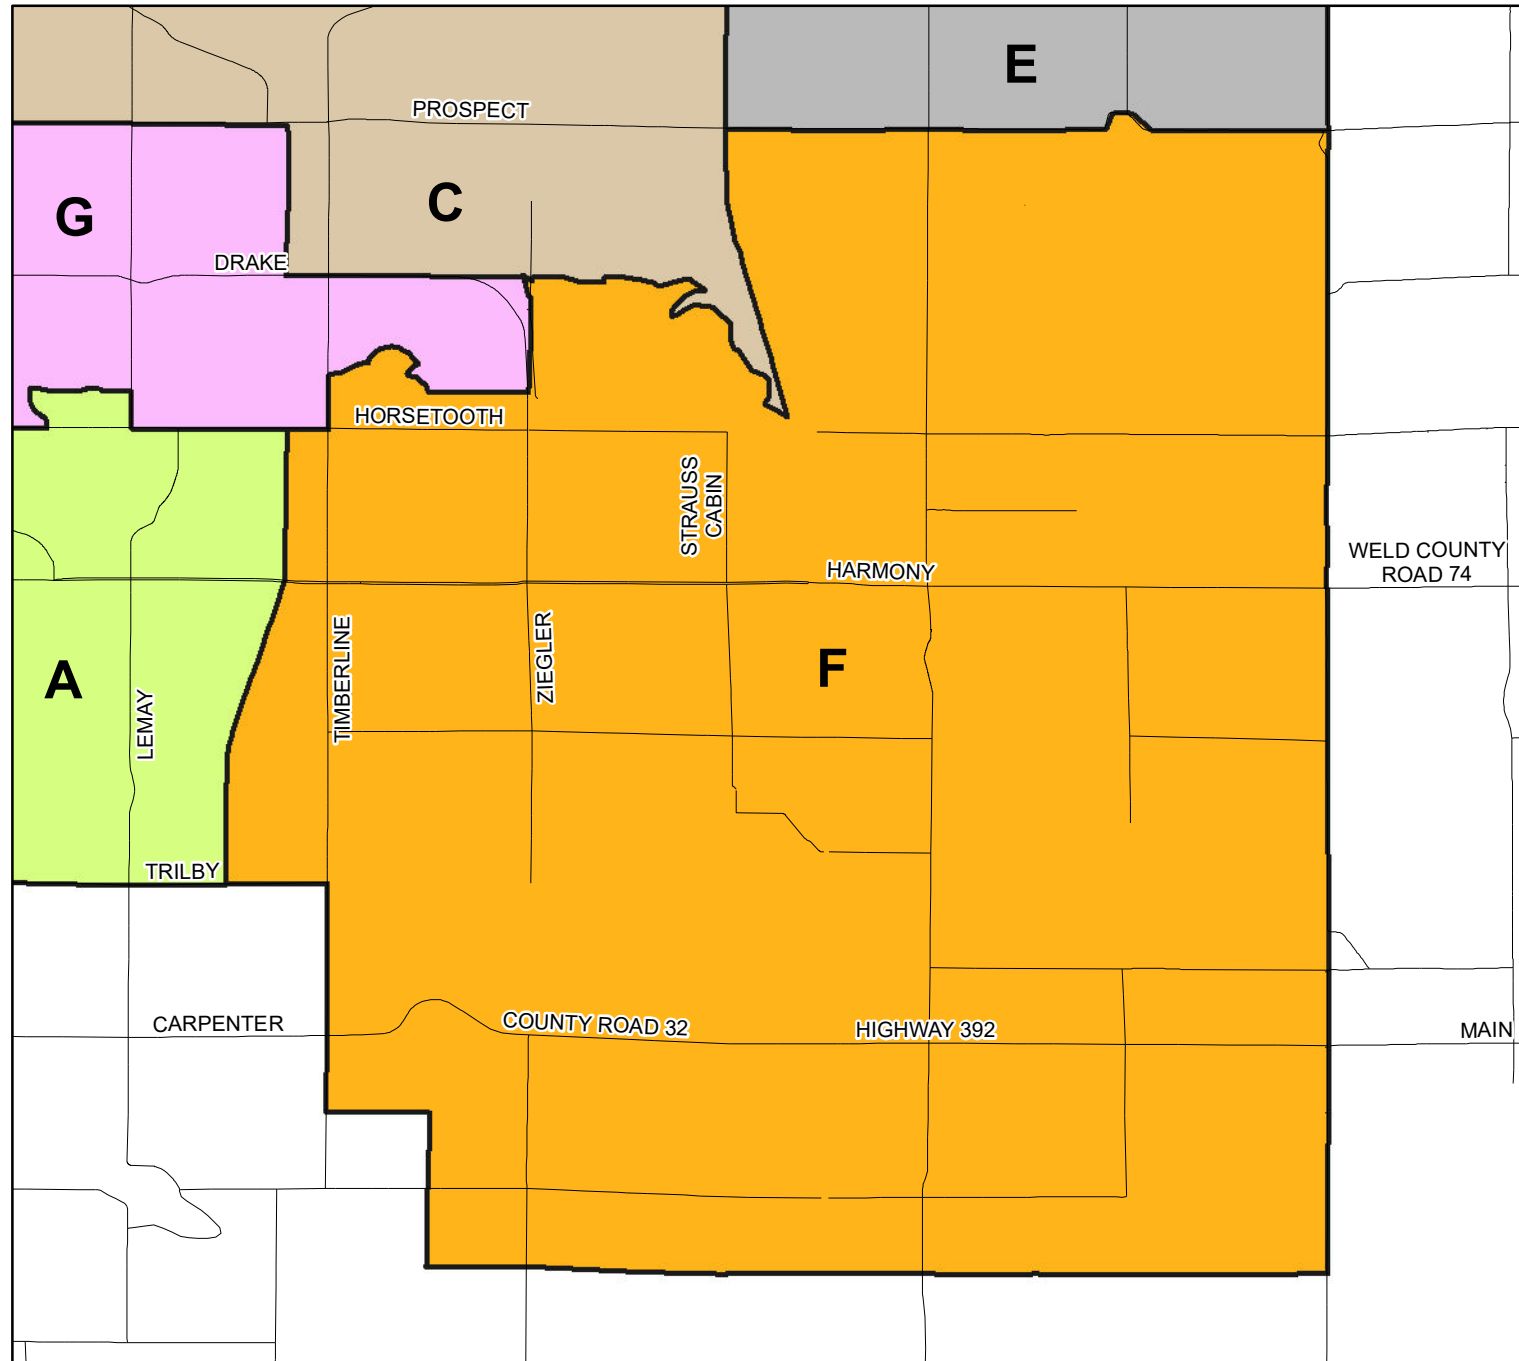 E
PROSPECT
C
G
DRAKE
HORSETOOTH
STRAUSS
CABIN
WELD COUNTY
ROAD 74
HARMONY
TIMBERLINE
ZIEGLER
F
A
LEMAY
TRILBY
CARPENTER
COUNTY ROAD 32
HIGHWAY 392
MAIN